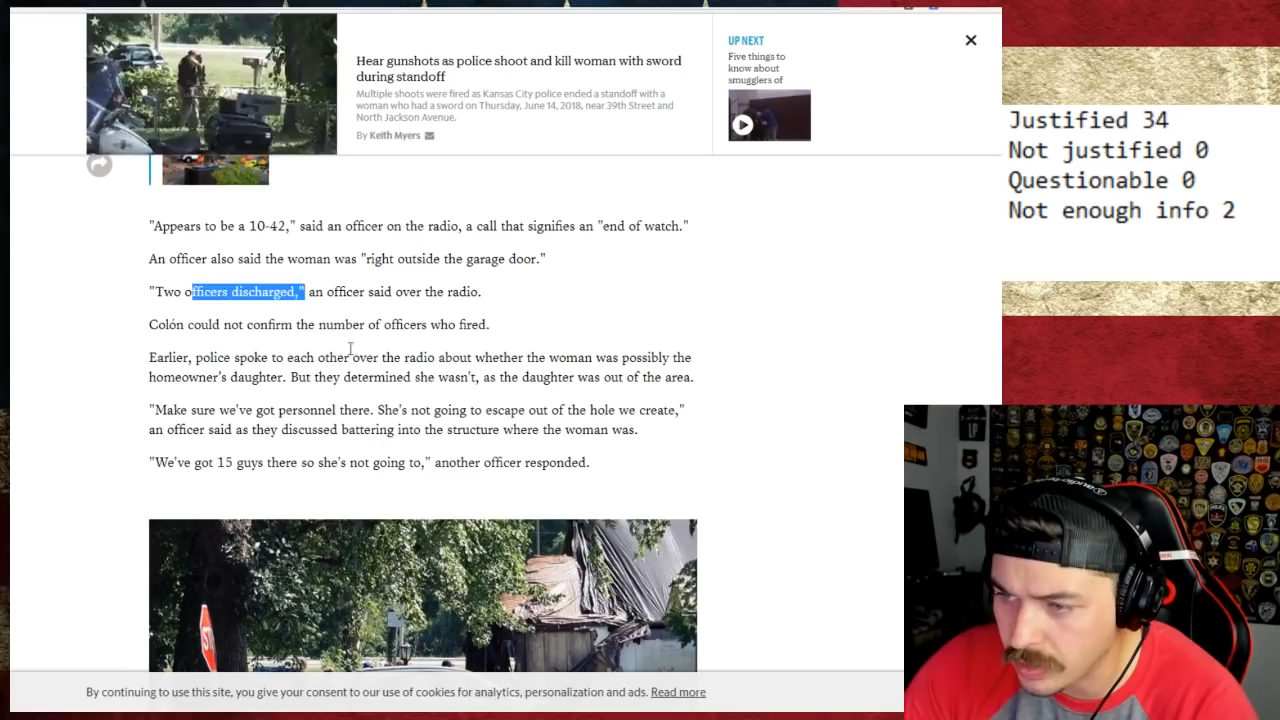 Hear gunshots as police shoot and kill woman with sword
during standoff
Multiple shoots were fired as Kansas City police ended a standoff with a
woman who had a sword on Thursday, June 14, 2018, near 39th Street and
North Jackson Avenue.
By Keith Myers
UP NEXT
Five things to
know about
smugglers of
Justified 34
Not justified 0
Questionable 0
Not enough info 2
"Appears to be a 10-42," said an officer on the radio, a call that signifies an "end of watch."
An officer also said the woman was "right outside the garage door."
"Two officers discharged," an officer said over the radio.
Colón could not confirm the number of officers who fired.
Earlier, police spoke to each other over the radio about whether the woman was possibly the
homeowner's daughter. But they determined she wasn't, as the daughter was out of the area.
"Make sure we've got personnel there. She's not going to escape out of the hole we create,"
an officer said as they discussed battering into the structure where the woman was.
"We've got 15 guys there so she's not going to," another officer responded.
By continuing to use this site, you give your consent to our use of cookies for analytics, personalization and ads. Read more